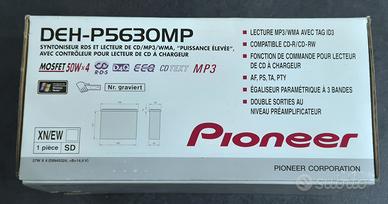 DEH-P5630MP
SYNTONISEUR RDS ET LECTEUR DE CD/MP3/WMA, "PUISSANCE ÉLEVÉE",
AVEC CONTRÔLEUR POUR LECTEUR DE CD À CHARGEUR
MOSFET 50W×4 R·D·S EEQ CD TEXT MP3
Nr. graviert
XN/EW
1 pièce SD
• LECTURE MP3/WMA AVEC TAG ID3
• COMPATIBLE CD-R/CD-RW
• FONCTION DE COMMANDE POUR LECTEUR
DE CD À CHARGEUR
• AF, PS, TA, PTY
• ÉGALISEUR PARAMÉTRIQUE À 3 BANDES
• DOUBLE SORTIES AU
NIVEAU PRÉAMPLIFICATEUR
Pioneer
PIONEER CORPORATION
subito